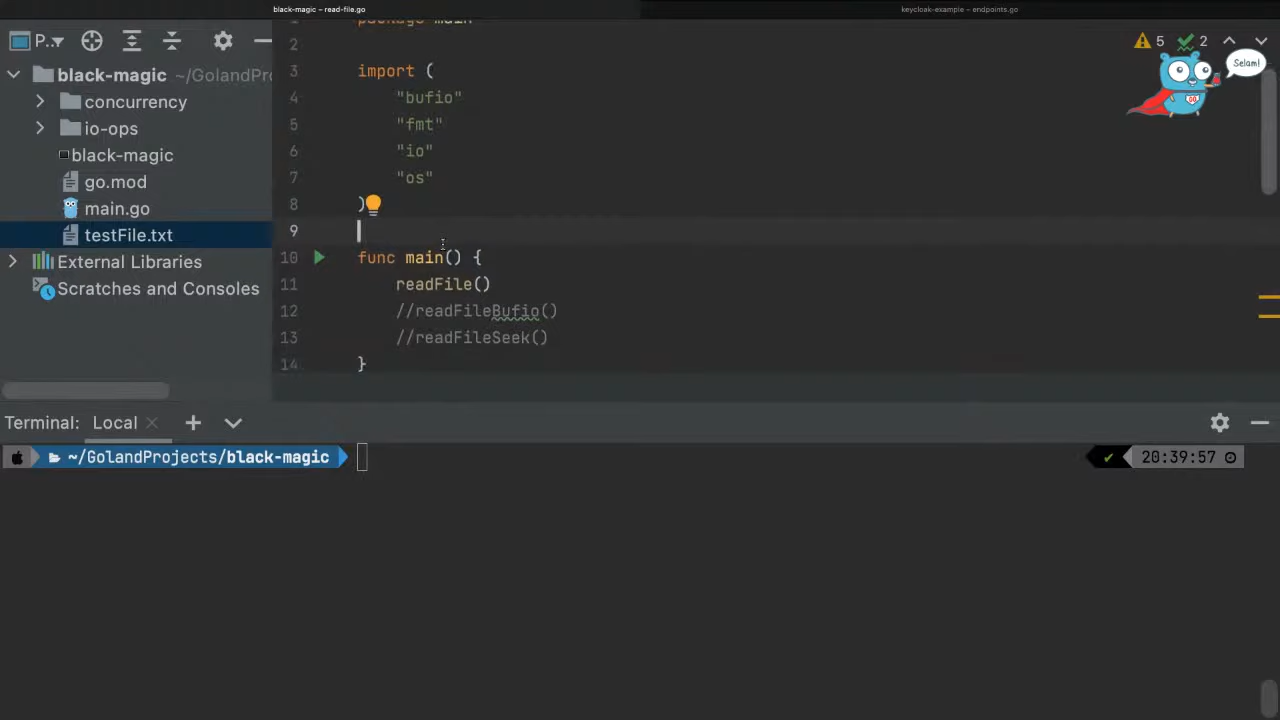 black-magic – read-file.go
keycloak-example – endpoints.go
P..
black-magic ~/GolandPro
concurrency
io-ops
black-magic
go.mod
main.go
testFile.txt
External Libraries
Scratches and Consoles
1 package main
2
3 import (
4 "bufio"
5 "fmt"
6 "io"
7 "os"
8 )
9
10 func main() {
11 readFile()
12 //readFileBufio()
13 //readFileSeek()
14 }
5 2
Selam!
Terminal: Local
~/GolandProjects/black-magic
20:39:57